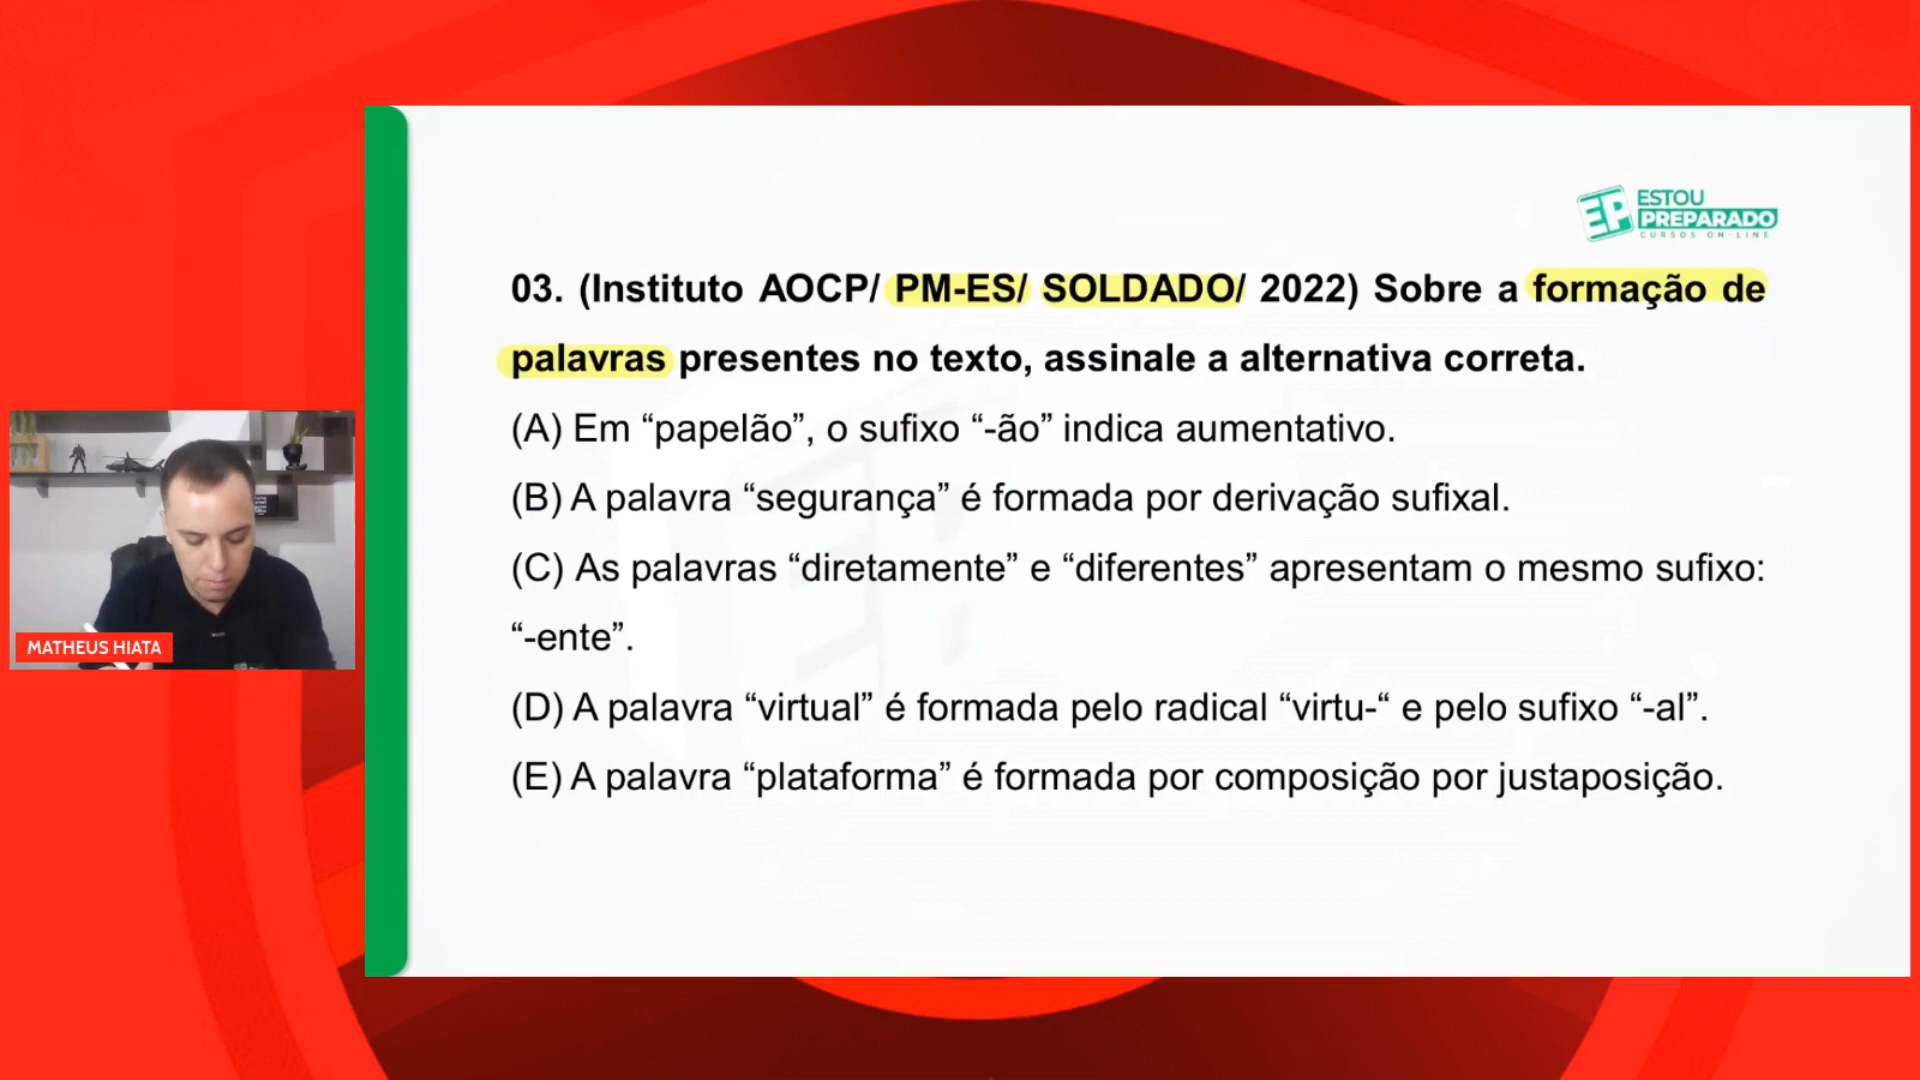 ESTOU
PREPARADO
CURSOS ON-LINE
03. (Instituto AOCP/ PM-ES/ SOLDADO/ 2022) Sobre a formação de
palavras presentes no texto, assinale a alternativa correta.
(A) Em “papelão”, o sufixo “-ão” indica aumentativo.
(B) A palavra “segurança” é formada por derivação sufixal.
(C) As palavras “diretamente” e “diferentes” apresentam o mesmo sufixo:
“-ente”.
(D) A palavra “virtual” é formada pelo radical “virtu-“ e pelo sufixo “-al”.
(E) A palavra “plataforma” é formada por composição por justaposição.
MATHEUS HIATA